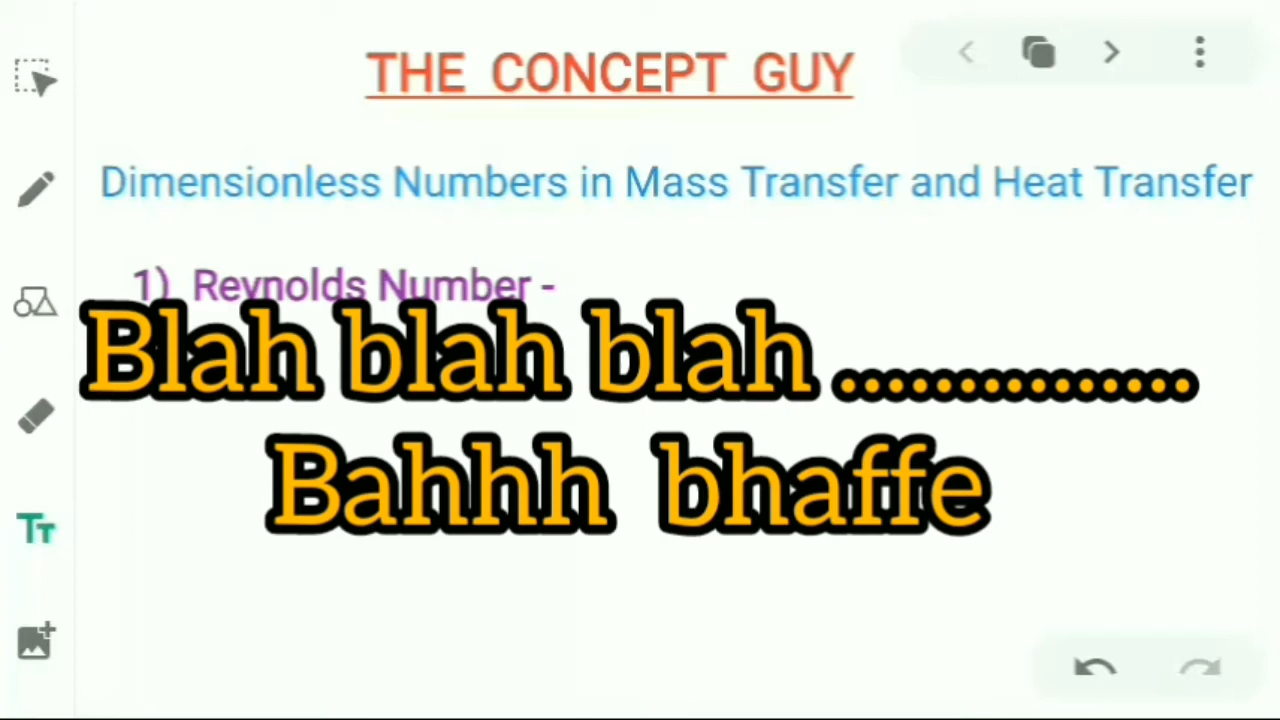 THE CONCEPT GUY
Dimensionless Numbers in Mass Transfer and Heat Transfer
1) Reynolds Number -
Blah blah blah ...............
Bahhh bhaffe
Tт